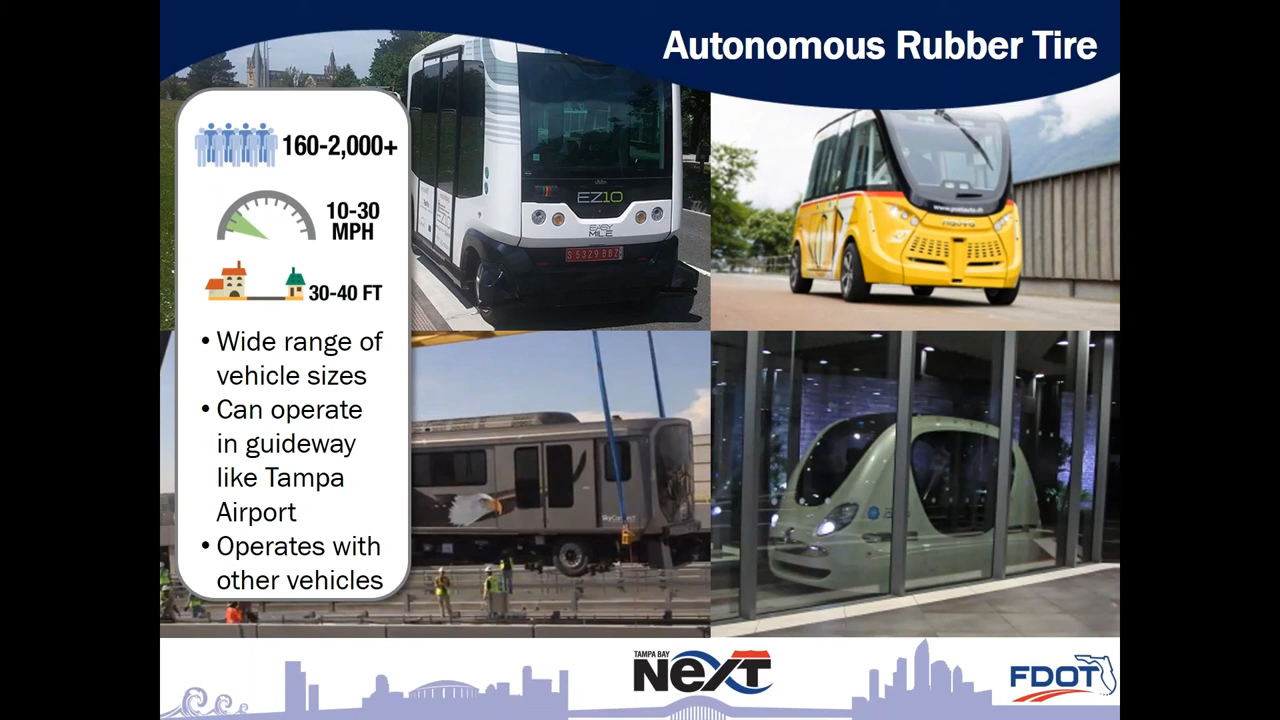 Autonomous Rubber Tire
160-2,000+
10-30
MPH
30-40 FT
• Wide range of
vehicle sizes
• Can operate
in guideway
like Tampa
Airport
• Operates with
other vehicles
EZ10
EASY
MILE
SkyConnect
TAMPA BAY
NEXT
FDOT